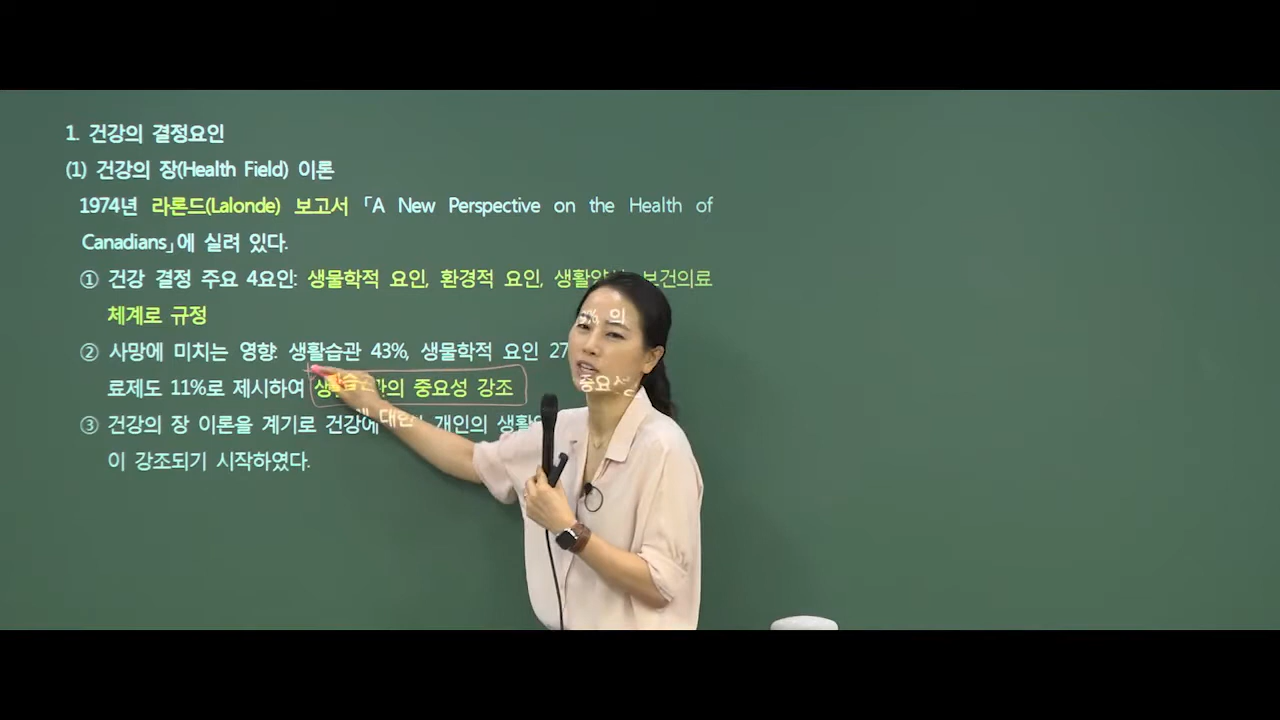 1. 건강의 결정요인
(1) 건강의 장(Health Field) 이론
1974년 라론드(Lalonde) 보고서 「A New Perspective on the Health of
Canadians」에 실려 있다.
① 건강 결정 주요 4요인: 생물학적 요인, 환경적 요인, 보건의료
체계로 규정
② 사망에 미치는 영향: 생활습관 43%, 생물학적 요인 27 의
료제도 11%로 제시하여 생활습관의 중요성 강조 중요성
③ 건강의 장 이론을 계기로 건강에 대한 개인의
이 강조되기 시작하였다.